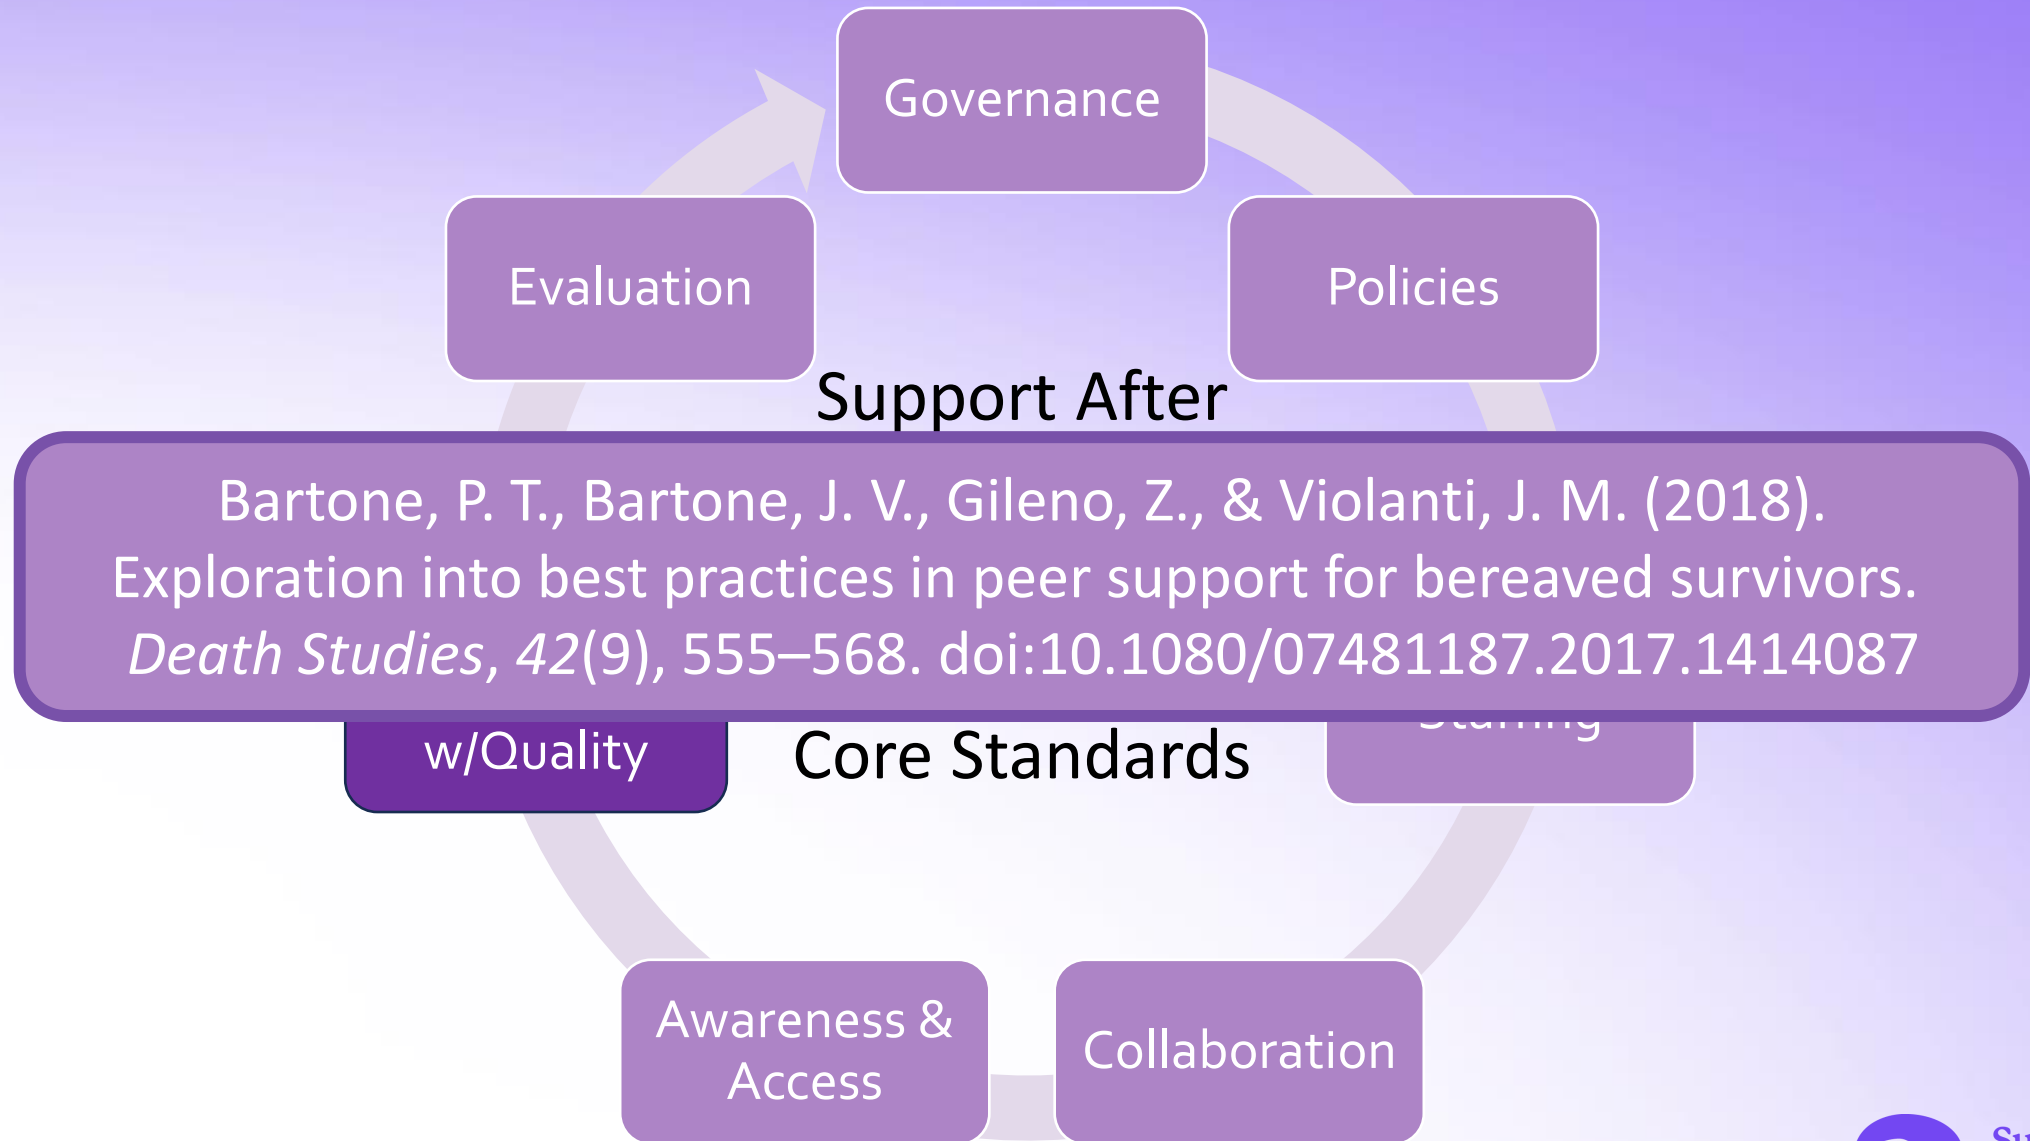 Governance
Evaluation
Policies
Support After
Bartone, P. T., Bartone, J. V., Gileno, Z., & Violanti, J. M. (2018).
Exploration into best practices in peer support for bereaved survivors.
Death Studies, 42(9), 555–568. doi:10.1080/07481187.2017.1414087
w/Quality
Core Standards
Staffing
Awareness &
Access
Collaboration